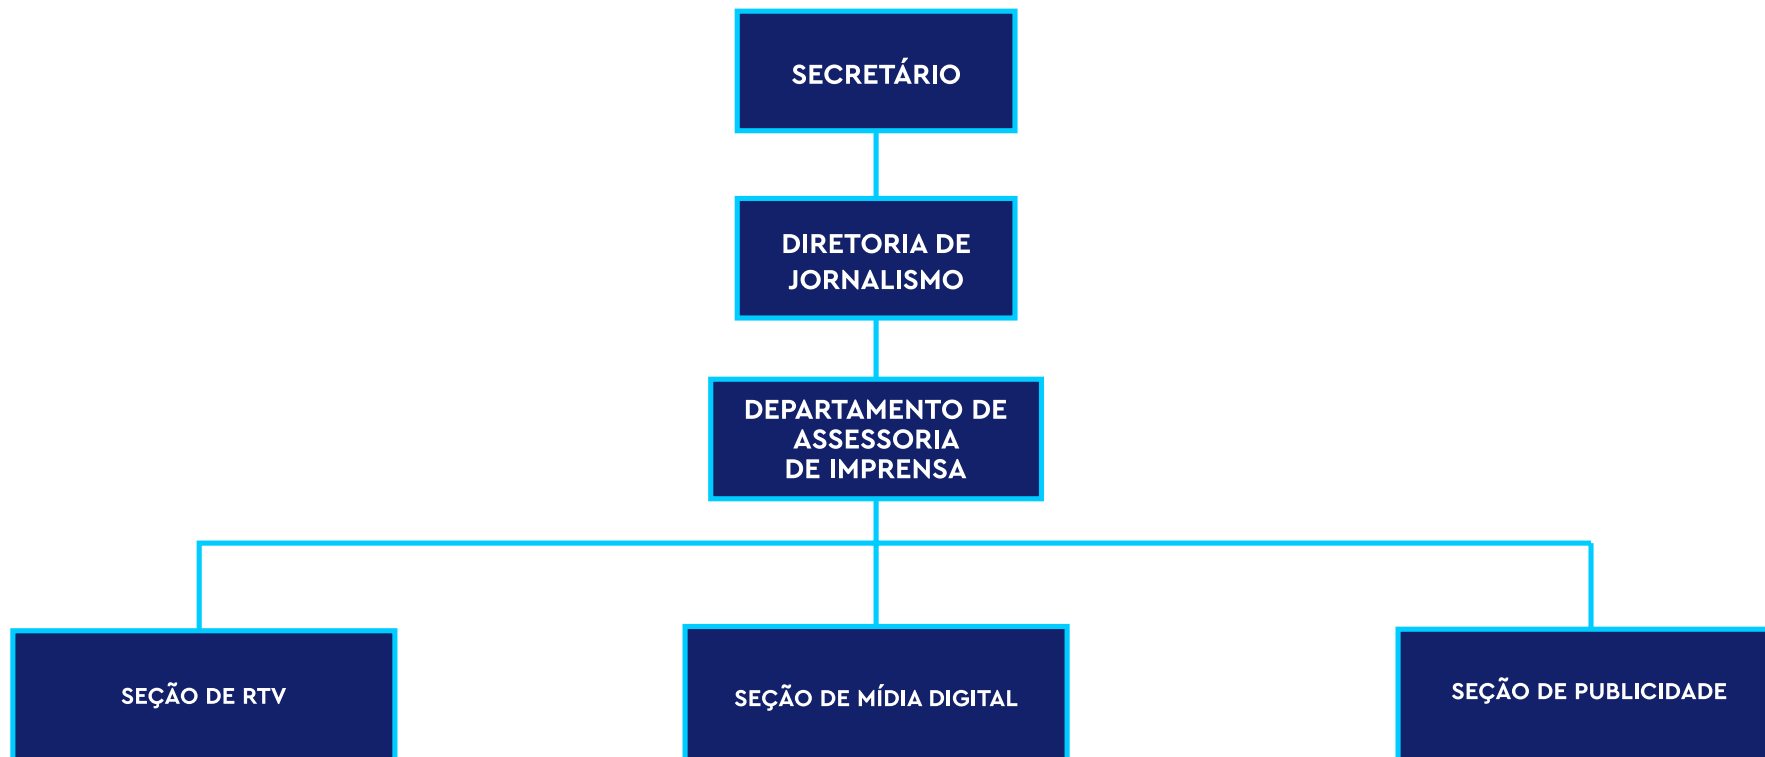 SECRETÁRIO
DIRETORIA DE
JORNALISMO
DEPARTAMENTO DE
ASSESSORIA
DE IMPRENSA
SEÇÃO DE RTV
SEÇÃO DE MÍDIA DIGITAL
SEÇÃO DE PUBLICIDADE